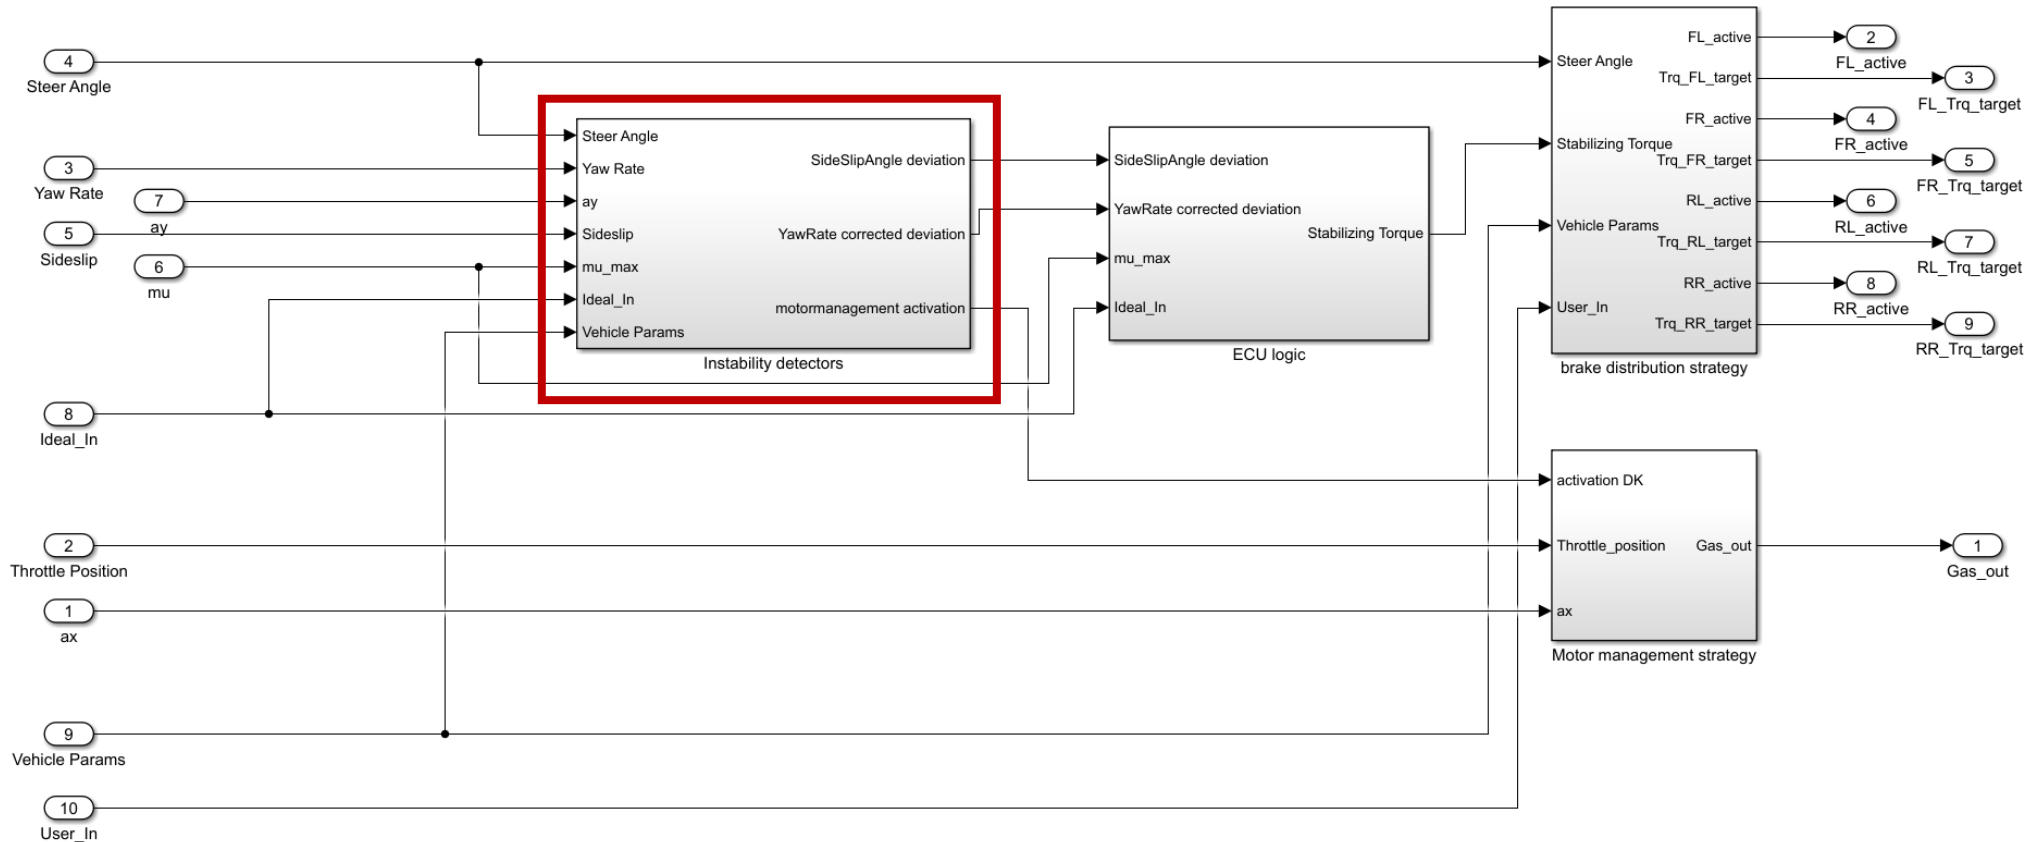 4
Steer Angle
3
Yaw Rate
7
ay
5
Sideslip
6
mu
8
Ideal_In
2
Throttle Position
1
ax
9
Vehicle Params
10
User_In
Steer Angle
Yaw Rate
ay
Sideslip
mu_max
Ideal_In
Vehicle Params
SideSlipAngle deviation
YawRate corrected deviation
motormanagement activation
Instability detectors
SideSlipAngle deviation
YawRate corrected deviation
mu_max
Ideal_In
Stabilizing Torque
ECU logic
Steer Angle
Stabilizing Torque
Vehicle Params
User_In
FL_active
Trq_FL_target
FR_active
Trq_FR_target
RL_active
Trq_RL_target
RR_active
Trq_RR_target
brake distribution strategy
activation DK
Throttle_position
ax
Gas_out
Motor management strategy
2
FL_active
3
FL_Trq_target
4
FR_active
5
FR_Trq_target
6
RL_active
7
RL_Trq_target
8
RR_active
9
RR_Trq_target
1
Gas_out